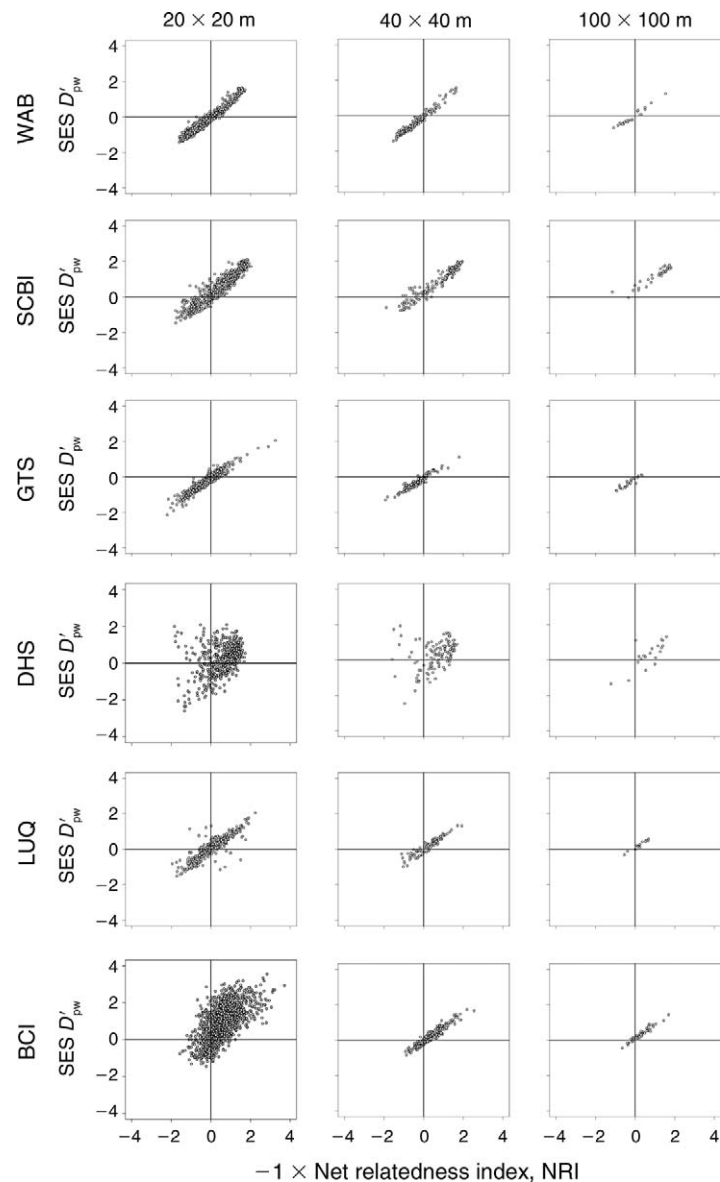 20 × 20 m
40 × 40 m
100 × 100 m
WAB
SES D′pw
4
2
0
−2
−4
SCBI
SES D′pw
4
2
0
−2
−4
GTS
SES D′pw
4
2
0
−2
−4
DHS
SES D′pw
4
2
0
−2
−4
LUQ
SES D′pw
4
2
0
−2
−4
BCI
SES D′pw
4
2
0
−2
−4
−4 −2 0 2 4
−4 −2 0 2 4
−4 −2 0 2 4
−1 × Net relatedness index, NRI